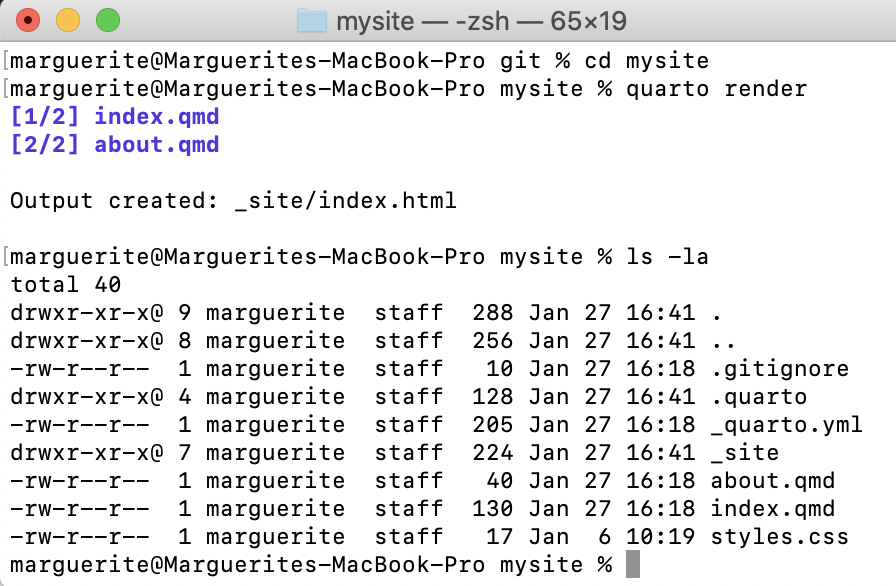 mysite — -zsh — 65×19
marguerite@Marguerites-MacBook-Pro git % cd mysite
marguerite@Marguerites-MacBook-Pro mysite % quarto render
[1/2] index.qmd
[2/2] about.qmd
Output created: _site/index.html
marguerite@Marguerites-MacBook-Pro mysite % ls -la
total 40
drwxr-xr-x@ 9 marguerite  staff  288 Jan 27 16:41 .
drwxr-xr-x@ 8 marguerite  staff  256 Jan 27 16:41 ..
-rw-r--r--  1 marguerite  staff   10 Jan 27 16:18 .gitignore
drwxr-xr-x@ 4 marguerite  staff  128 Jan 27 16:41 .quarto
-rw-r--r--  1 marguerite  staff  205 Jan 27 16:18 _quarto.yml
drwxr-xr-x@ 7 marguerite  staff  224 Jan 27 16:41 _site
-rw-r--r--  1 marguerite  staff   40 Jan 27 16:18 about.qmd
-rw-r--r--  1 marguerite  staff  130 Jan 27 16:18 index.qmd
-rw-r--r--  1 marguerite  staff   17 Jan  6 10:19 styles.css
marguerite@Marguerites-MacBook-Pro mysite %